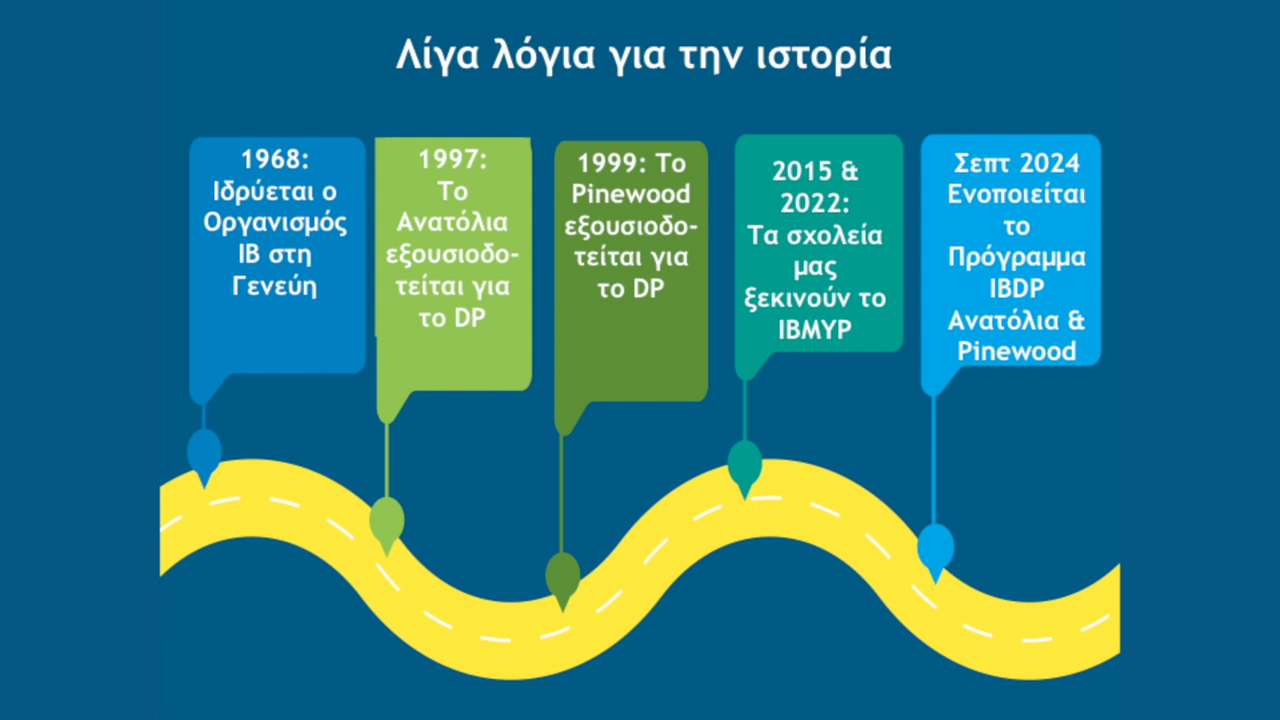 Λίγα λόγια για την ιστορία
1968:
Ιδρύεται ο
Οργανισμός
IB στη
Γενεύη
1997:
Το
Ανατόλια
εξουσιοδο-
τείται για
το DP
1999: Το
Pinewood
εξουσιοδο-
τείται για
το DP
2015 &
2022:
Τα σχολεία
μας
ξεκινούν το
IBMYP
Σεπτ 2024
Ενοποιείται
το
Πρόγραμμα
IBDP
Ανατόλια &
Pinewood